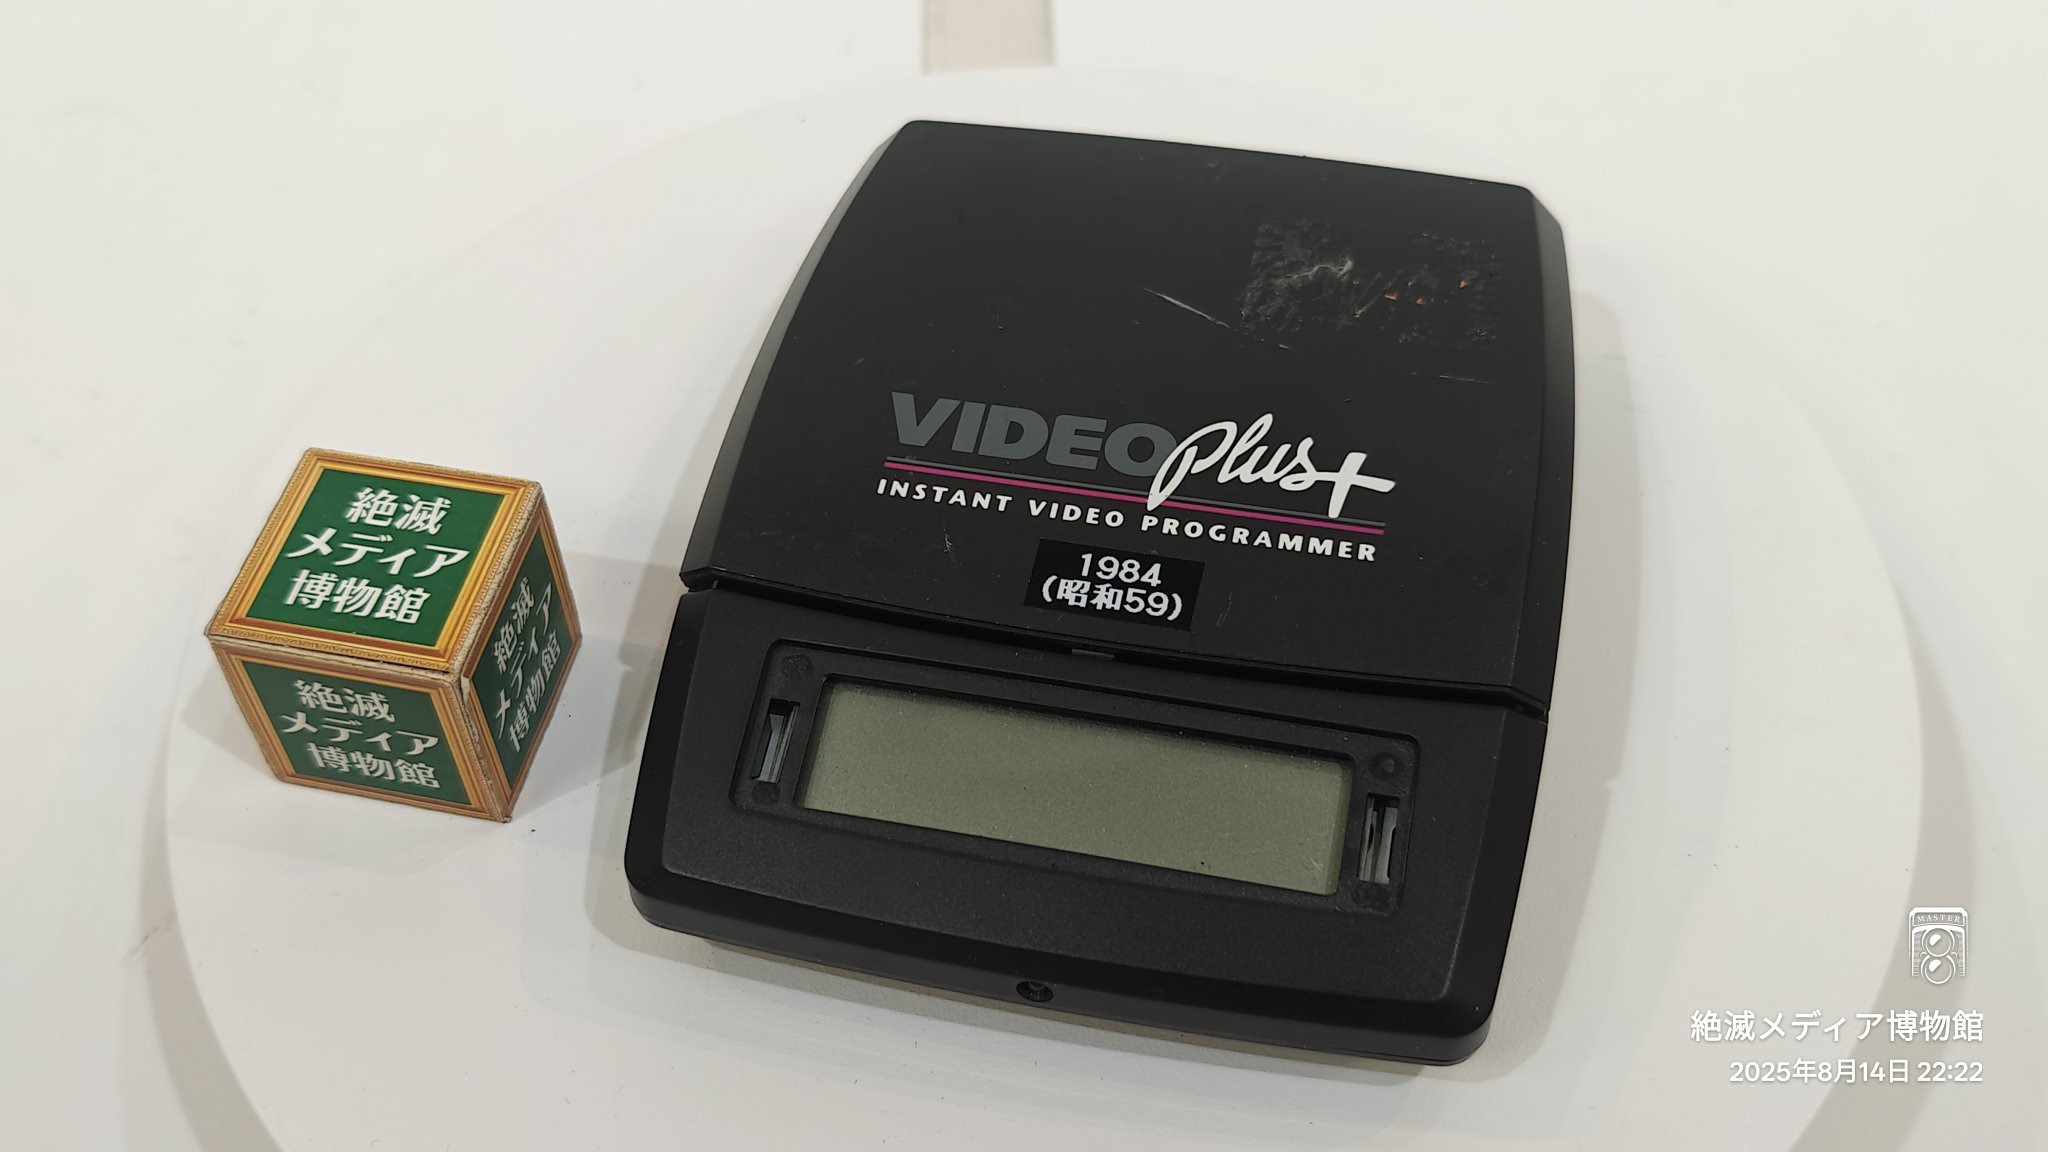 VIDEO Plus+
INSTANT VIDEO PROGRAMMER
1984
(昭和59)
絶滅
メディア
博物館
絶滅
メディア
博物館
絶滅
メディア
博物館
MASTER
絶滅メディア博物館
2025年8月14日 22:22